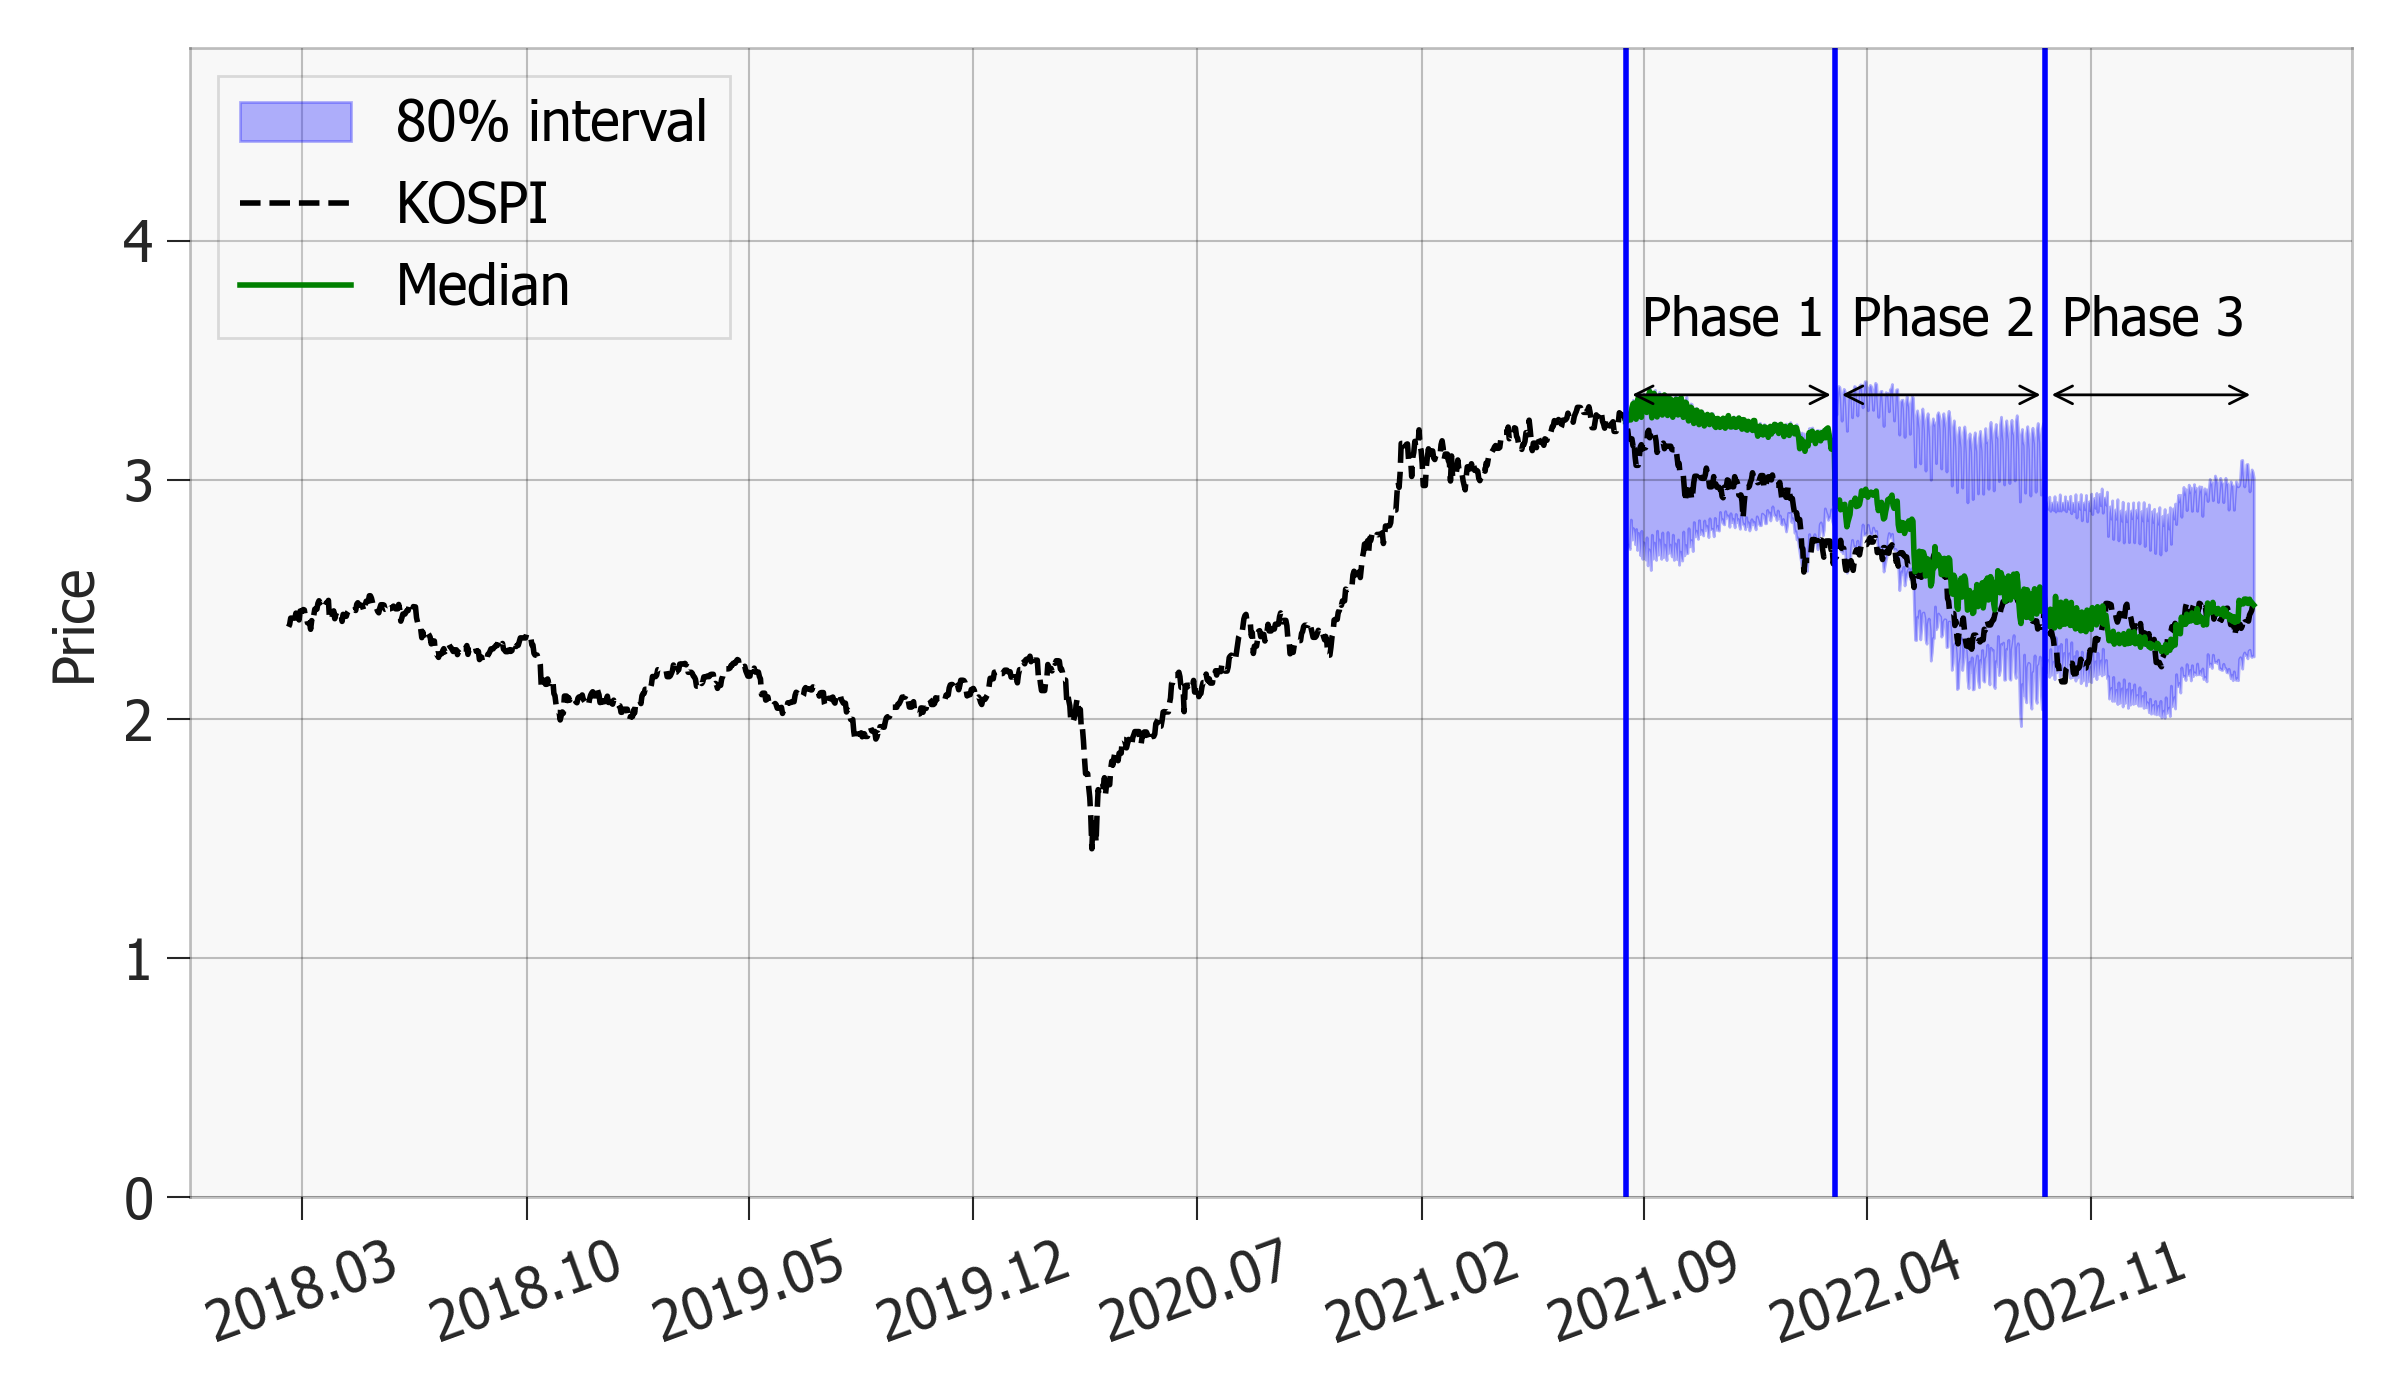 80% interval
KOSPI
Median
Phase 1
Phase 2
Phase 3
Price
4
3
2
1
0
2018.03
2018.10
2019.05
2019.12
2020.07
2021.02
2021.09
2022.04
2022.11